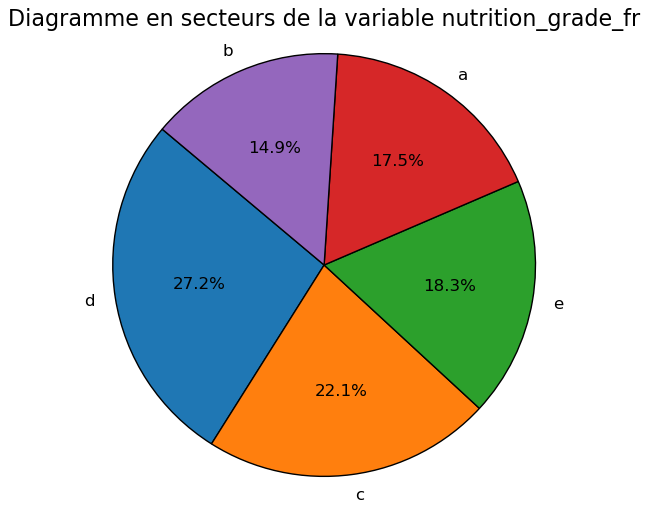 Diagramme en secteurs de la variable nutrition_grade_fr
b
a
14.9%
17.5%
27.2%
18.3%
d
e
22.1%
c